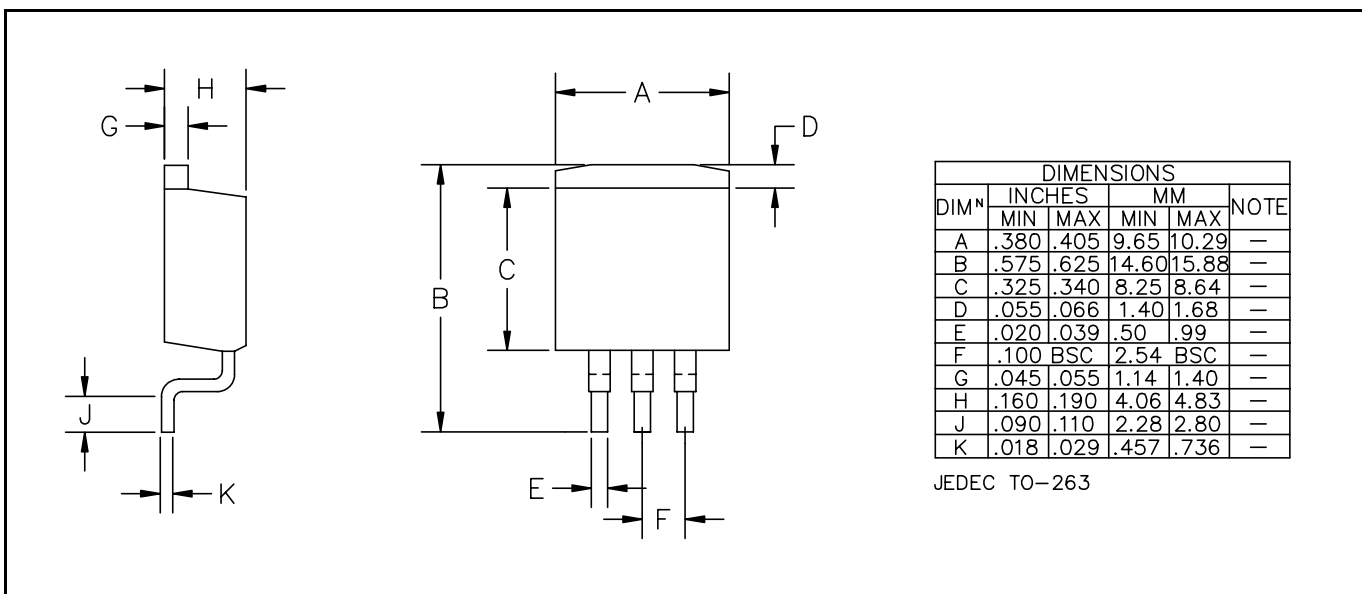 H
G
J
K
A
D
B
C
E
F
DIMENSIONS
DIMᴺ INCHES MM NOTE
MIN MAX MIN MAX
A .380 .405 9.65 10.29 —
B .575 .625 14.60 15.88 —
C .325 .340 8.25 8.64 —
D .055 .066 1.40 1.68 —
E .020 .039 .50 .99 —
F .100 BSC 2.54 BSC —
G .045 .055 1.14 1.40 —
H .160 .190 4.06 4.83 —
J .090 .110 2.28 2.80 —
K .018 .029 .457 .736 —
JEDEC TO-263